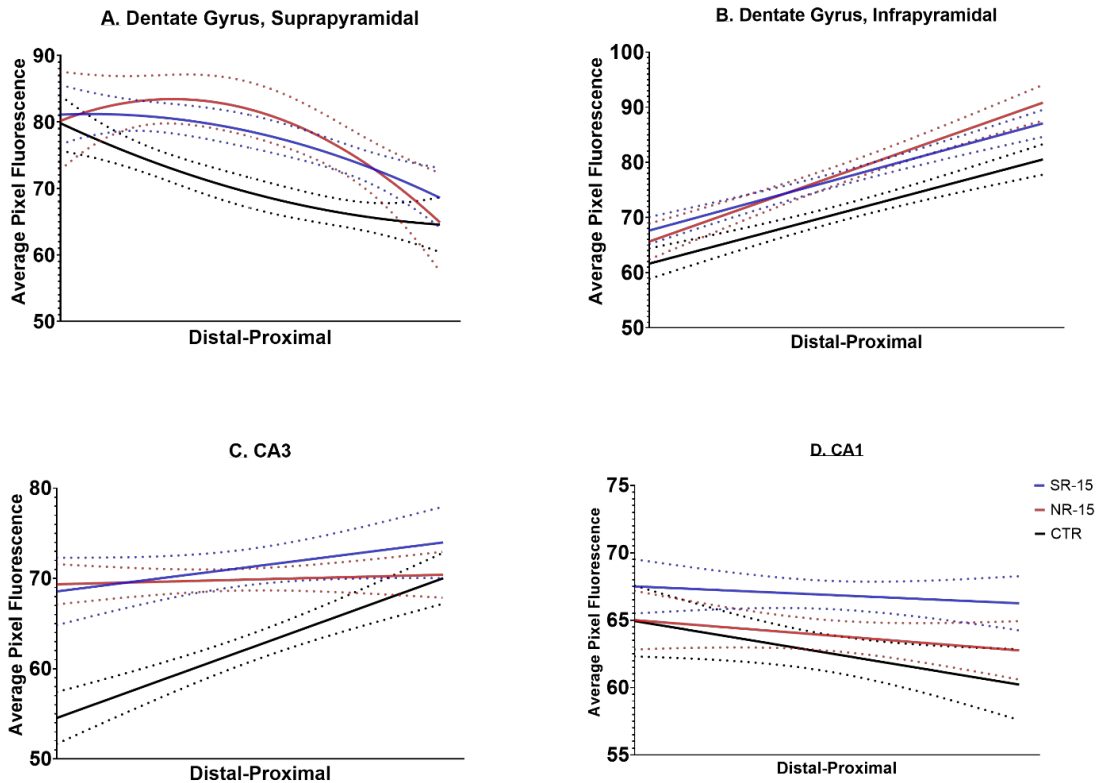 A. Dentate Gyrus, Suprapyramidal
90
80
70
60
50
Average Pixel Fluorescence
Distal-Proximal
B. Dentate Gyrus, Infrapyramidal
100
90
80
70
60
50
Average Pixel Fluorescence
Distal-Proximal
C. CA3
80
70
60
50
Average Pixel Fluorescence
Distal-Proximal
D. CA1
75
70
65
60
55
Average Pixel Fluorescence
Distal-Proximal
SR-15
NR-15
CTR